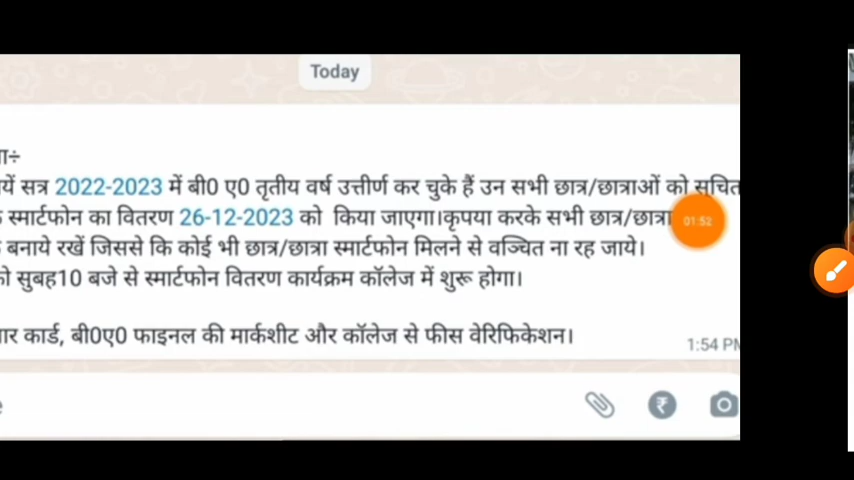 Today
यें सत्र 2022-2023 में बी0 ए0 तृतीय वर्ष उत्तीर्ण कर चुके हैं उन सभी छात्र/छात्राओं को सूचित
स्मार्टफोन का वितरण 26-12-2023 को किया जाएगा।कृपया करके सभी छात्र/छात्रा
01:52
बनाये रखें जिससे कि कोई भी छात्र/छात्रा स्मार्टफोन मिलने से वञ्चित ना रह जाये।
को सुबह10 बजे से स्मार्टफोन वितरण कार्यक्रम कॉलेज में शुरू होगा।
कार्ड, बी0ए0 फाइनल की मार्कशीट और कॉलेज से फीस वेरिफिकेशन।
1:54 PM